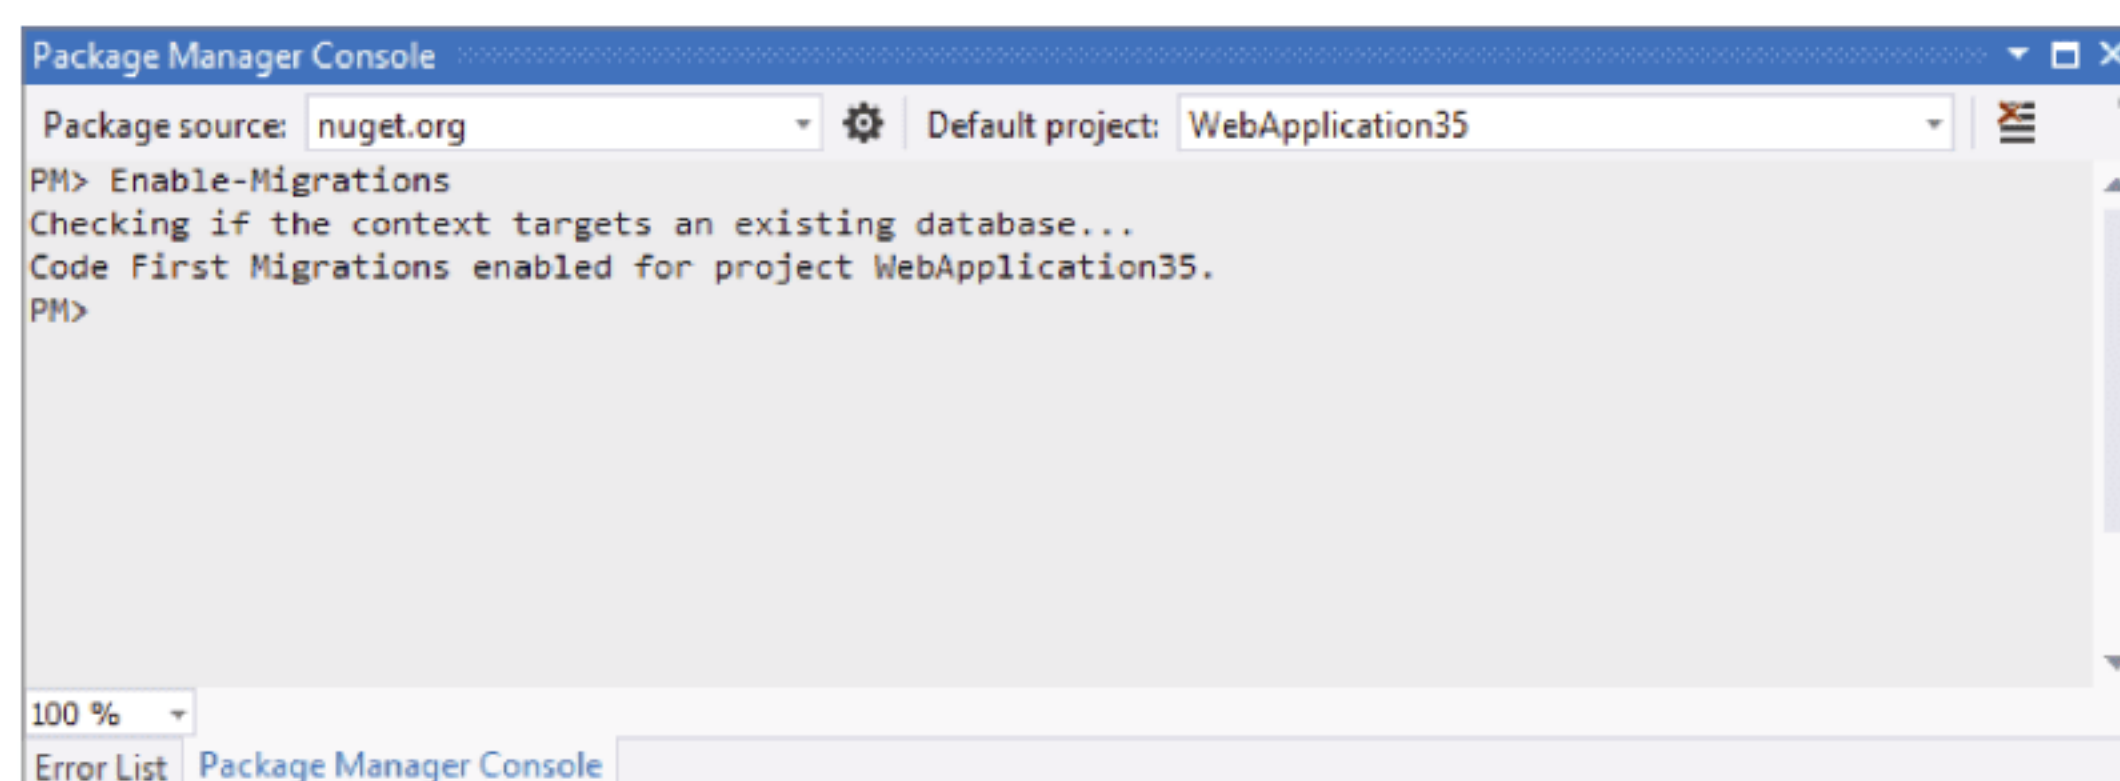 Package Manager Console
Package source: nuget.org Default project: WebApplication35
PM> Enable-Migrations
Checking if the context targets an existing database...
Code First Migrations enabled for project WebApplication35.
PM>
100 %
Error List Package Manager Console